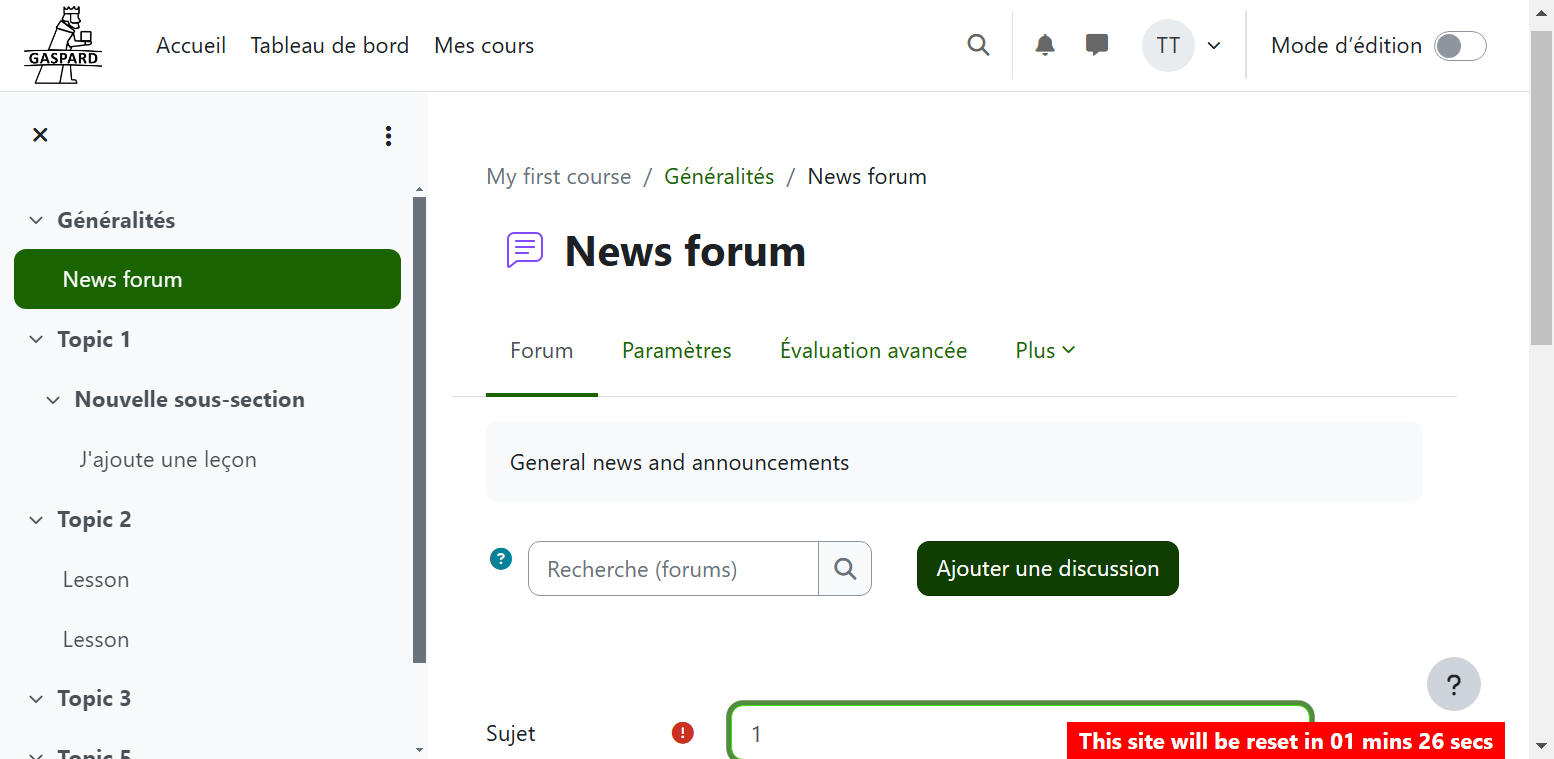 GASPARD
Accueil Tableau de bord Mes cours
TT
Mode d'édition
Généralités
News forum
Topic 1
Nouvelle sous-section
J'ajoute une leçon
Topic 2
Lesson
Lesson
Topic 3
Topic 5
My first course / Généralités / News forum
News forum
Forum Paramètres Évaluation avancée Plus
General news and announcements
? Recherche (forums) Ajouter une discussion
?
Sujet ! 1
This site will be reset in 01 mins 26 secs